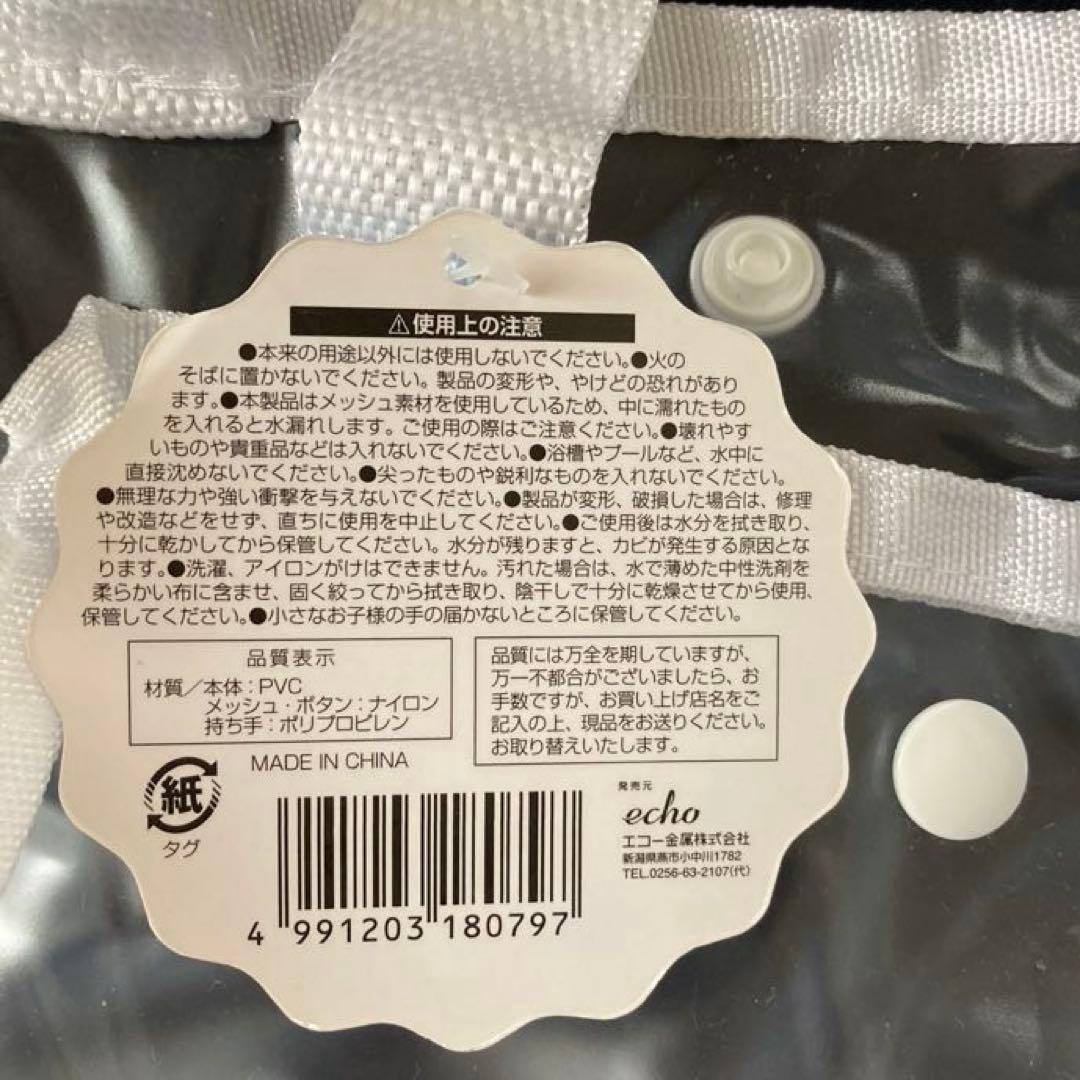 ⚠使用上の注意
●本来の用途以外には使用しないでください。●火の
そばに置かないでください。製品の変形や、やけどの恐れがあり
ます。●本製品はメッシュ素材を使用しているため、中に濡れたもの
を入れると水漏れします。ご使用の際はご注意ください。●壊れやす
いものや貴重品などは入れないでください。●浴槽やプールなど、水中に
直接沈めないでください。●尖ったものや鋭利なものを入れないでください。
●無理な力や強い衝撃を与えないでください。●製品が変形、破損した場合は、修理
や改造などをせず、直ちに使用を中止してください。●ご使用後は水分を拭き取り、
十分に乾かしてから保管してください。水分が残りますと、カビが発生する原因とな
ります。●洗濯、アイロンがけはできません。汚れた場合は、水で薄めた中性洗剤を
柔らかい布に含ませ、固く絞ってから拭き取り、陰干しで十分に乾燥させてから使用、
保管してください。●小さなお子様の手の届かないところに保管してください。
品質表示
材質/本体:PVC
メッシュ・ボタン:ナイロン
持ち手:ポリプロピレン
品質には万全を期していますが、
万一不都合がございましたら、お
手数ですが、お買い上げ店名をご
記入の上、現品をお送りください。
お取り替えいたします。
MADE IN CHINA
紙
タグ
4 991203 180797
発売元
echo
エコー金属株式会社
新潟県燕市小中川1782
TEL.0256-63-2107(代)